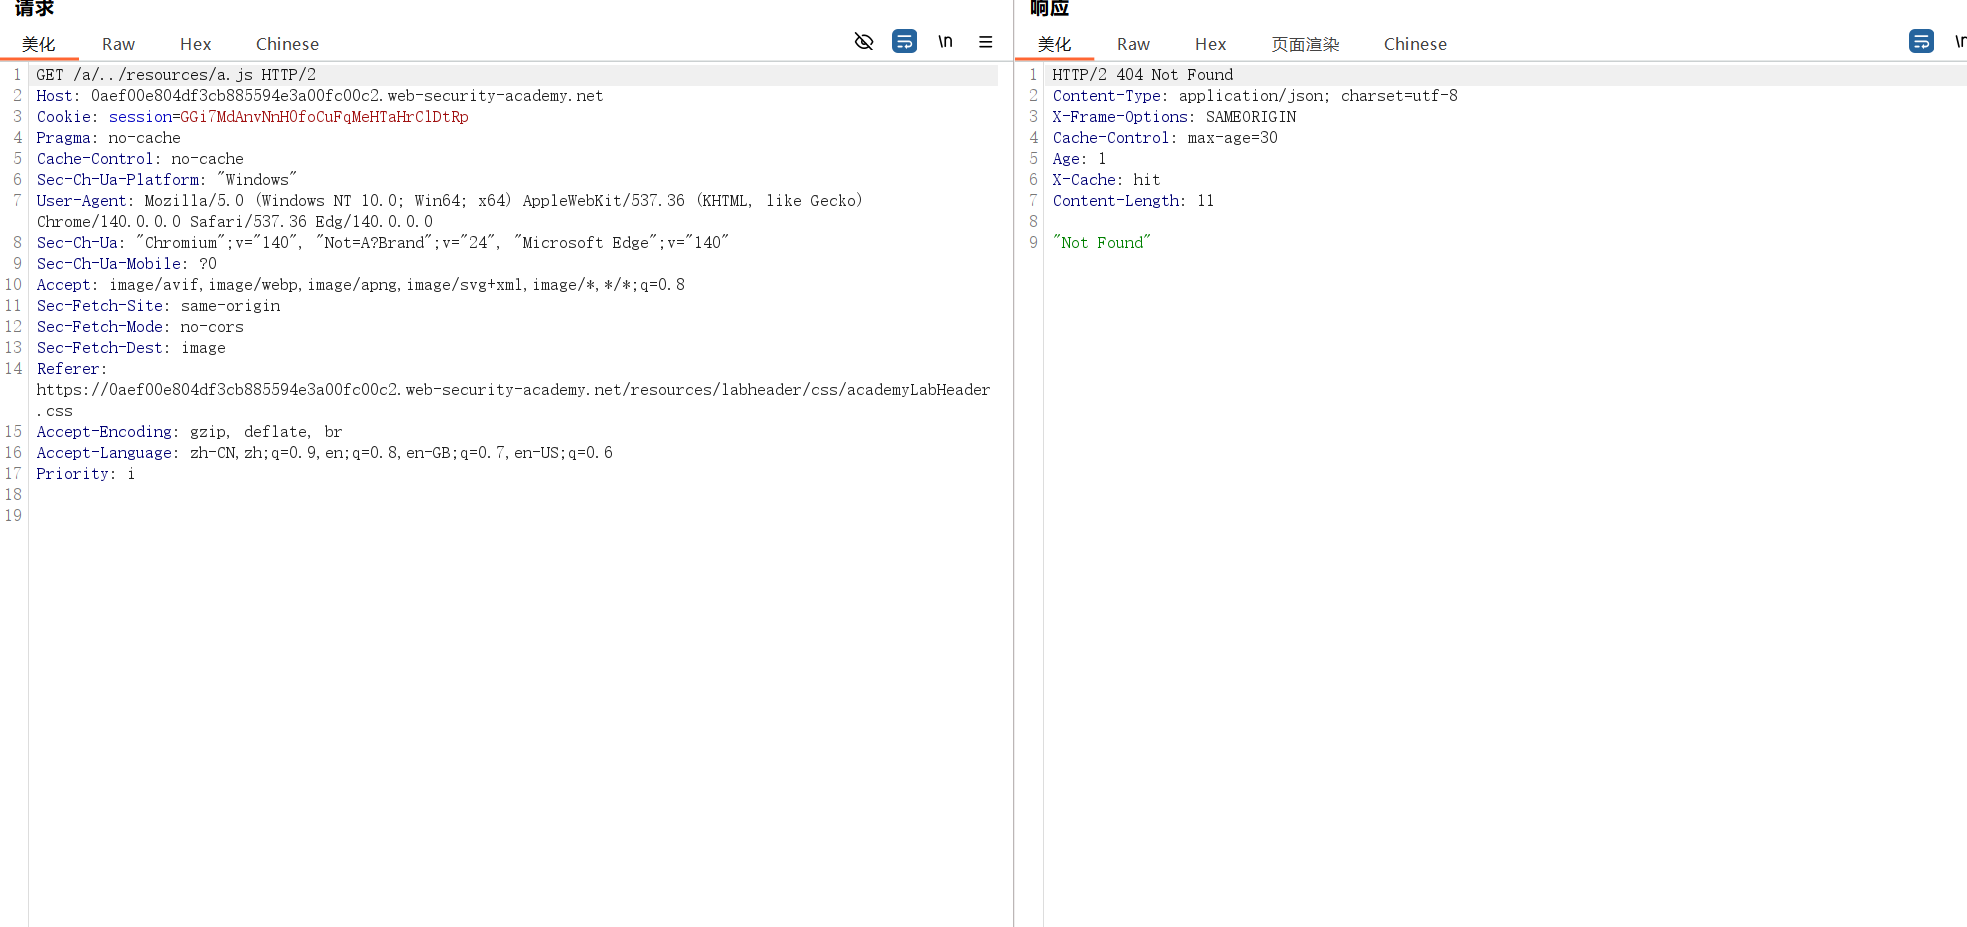 请求
美化 Raw Hex Chinese \n
1 GET /a/../resources/a.js HTTP/2
2 Host: 0aef00e804df3cb885594e3a00fc00c2.web-security-academy.net
3 Cookie: session=GGi7MdAnvNnH0foCuFqMeHTaHrClDtRp
4 Pragma: no-cache
5 Cache-Control: no-cache
6 Sec-Ch-Ua-Platform: "Windows"
7 User-Agent: Mozilla/5.0 (Windows NT 10.0; Win64; x64) AppleWebKit/537.36 (KHTML, like Gecko)
Chrome/140.0.0.0 Safari/537.36 Edg/140.0.0.0
8 Sec-Ch-Ua: "Chromium";v="140", "Not=A?Brand";v="24", "Microsoft Edge";v="140"
9 Sec-Ch-Ua-Mobile: ?0
10 Accept: image/avif,image/webp,image/apng,image/svg+xml,image/*,*/*;q=0.8
11 Sec-Fetch-Site: same-origin
12 Sec-Fetch-Mode: no-cors
13 Sec-Fetch-Dest: image
14 Referer:
https://0aef00e804df3cb885594e3a00fc00c2.web-security-academy.net/resources/labheader/css/academyLabHeader
.css
15 Accept-Encoding: gzip, deflate, br
16 Accept-Language: zh-CN,zh;q=0.9,en;q=0.8,en-GB;q=0.7,en-US;q=0.6
17 Priority: i
18
19
响应
美化 Raw Hex 页面渲染 Chinese \n
1 HTTP/2 404 Not Found
2 Content-Type: application/json; charset=utf-8
3 X-Frame-Options: SAMEORIGIN
4 Cache-Control: max-age=30
5 Age: 1
6 X-Cache: hit
7 Content-Length: 11
8
9 "Not Found"